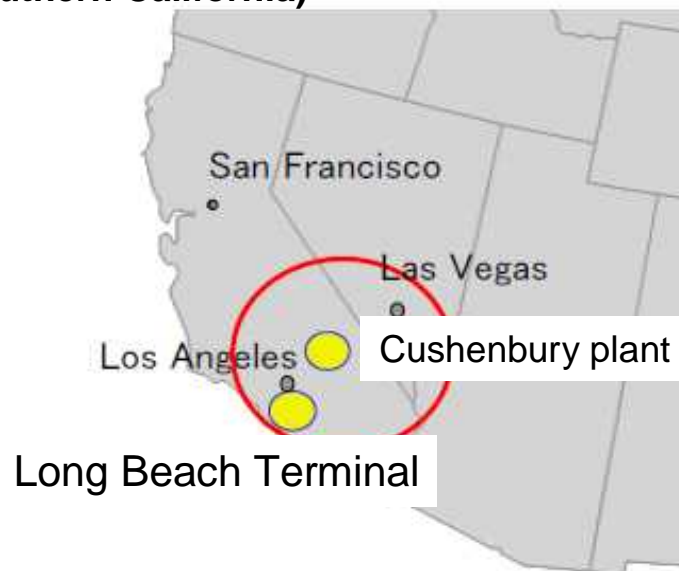 San Francisco
Las Vegas
Cushenbury plant
Los Angeles
Long Beach Terminal